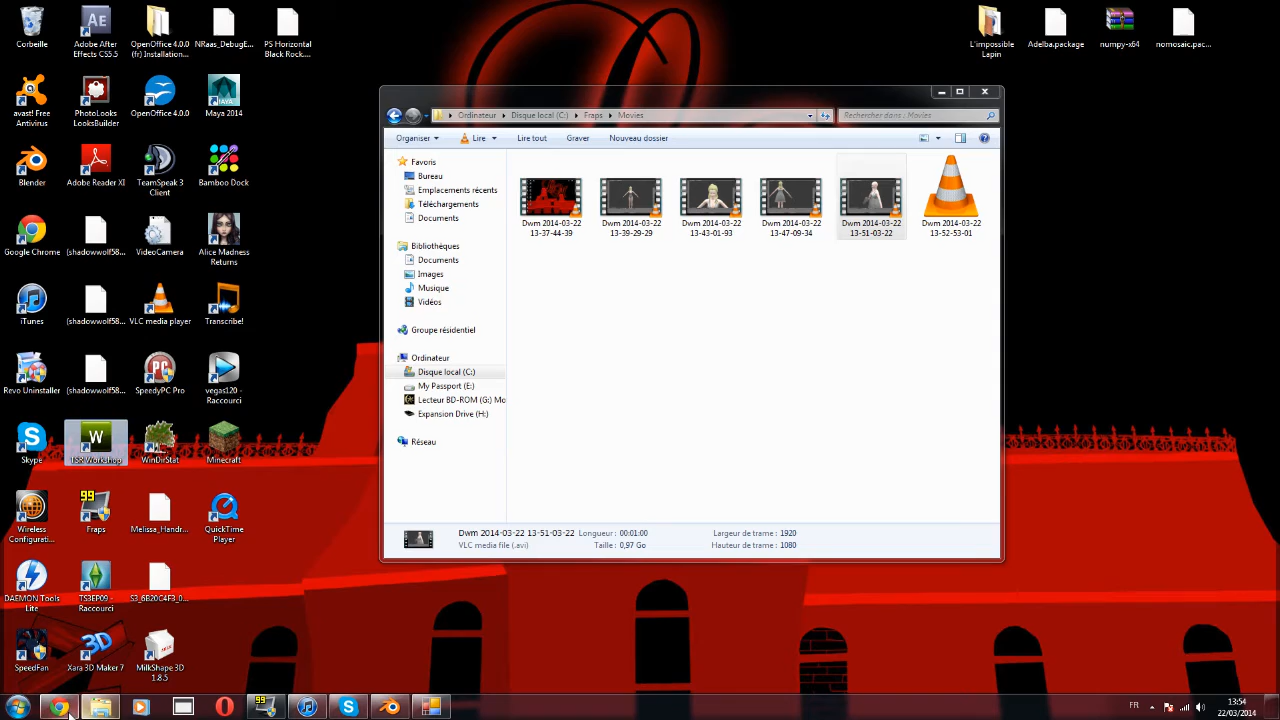 Corbeille
Adobe After Effects CS5.5
OpenOffice 4.0.0 (fr) Installation...
NRaas_DebugE...
PS Horizontal Black Rock....
avast! Free Antivirus
PhotoLooks LooksBuilder
OpenOffice 4.0.0
Maya 2014
Blender
Adobe Reader XI
TeamSpeak 3 Client
Bamboo Dock
Google Chrome
(shadowwolf58...
VideoCamera
Alice Madness Returns
iTunes
(shadowwolf58...
VLC media player
Transcribe!
Revo Uninstaller
(shadowwolf58...
SpeedyPC Pro
vegas120 - Raccourci
Skype
TSR Workshop
WinDirStat
Minecraft
Wireless Configurati...
Fraps
Melissa_Handr...
QuickTime Player
DAEMON Tools Lite
TS3EP09 - Raccourci
S3_6B20C4F3_0...
SpeedFan
Xara 3D Maker 7
MilkShape 3D 1.8.5
L'impossible Lapin
Adelba.package
numpy-x64
nomosaic.pac...
Ordinateur
Disque local (C:)
Fraps
Movies
Rechercher dans : Movies
Organiser
Lire
Lire tout
Graver
Nouveau dossier
Favoris
Bureau
Emplacements récents
Téléchargements
Documents
Bibliothèques
Documents
Images
Musique
Vidéos
Groupe résidentiel
Ordinateur
Disque local (C:)
My Passport (E:)
Lecteur BD-ROM (G:) Mo
Expansion Drive (H:)
Réseau
Dwm 2014-03-22 13-37-44-39
Dwm 2014-03-22 13-39-29-29
Dwm 2014-03-22 13-43-01-93
Dwm 2014-03-22 13-47-09-34
Dwm 2014-03-22 13-51-03-22
Dwm 2014-03-22 13-52-53-01
Dwm 2014-03-22 13-51-03-22 Longueur : 00:01:00 Largeur de trame : 1920
VLC media file (.avi) Taille : 0,97 Go Hauteur de trame : 1080
FR
13:54
22/03/2014